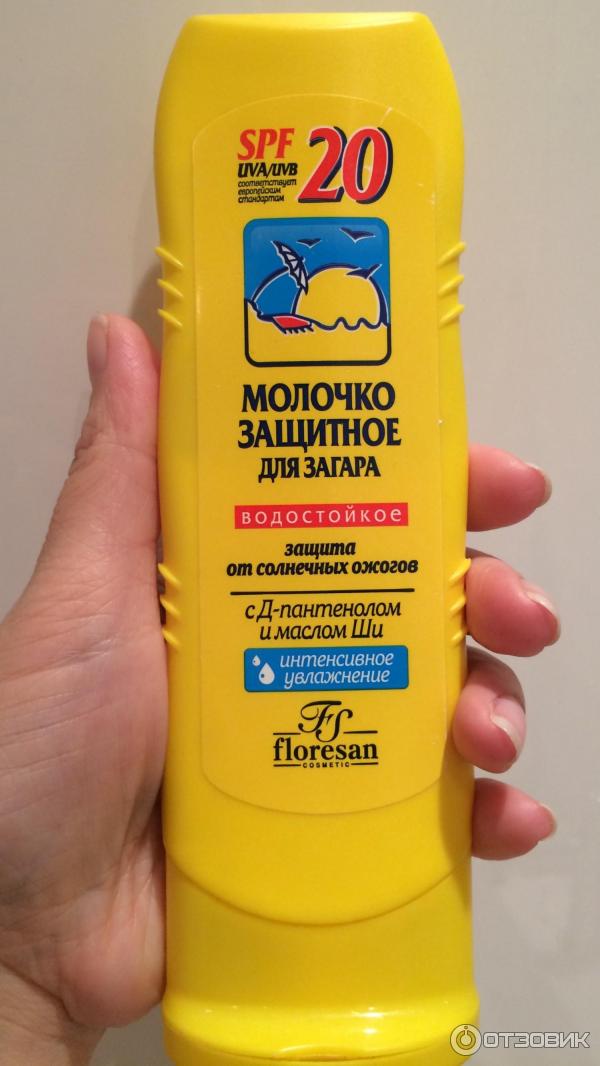 SPF 20
UVA/UVB
соответствует
европейским
стандартам
МОЛОЧКО
ЗАЩИТНОЕ
ДЛЯ ЗАГАРА
ВОДОСТОЙКОЕ
защита
от солнечных ожогов
с Д-пантенолом
и маслом Ши
интенсивное
увлажнение
FS
floresan
COSMETIC
ОТЗОВИК